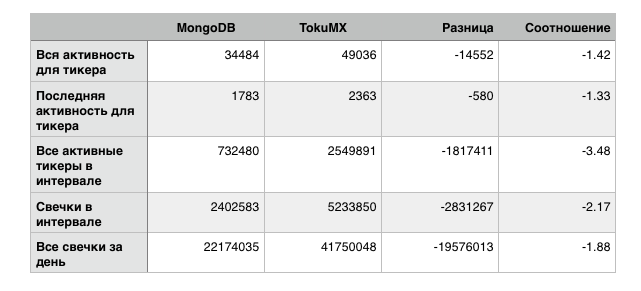 MongoDB TokuMX Разница Соотношение
Вся активность для тикера 34484 49036 -14552 -1.42
Последняя активность для тикера 1783 2363 -580 -1.33
Все активные тикеры в интервале 732480 2549891 -1817411 -3.48
Свечки в интервале 2402583 5233850 -2831267 -2.17
Все свечки за день 22174035 41750048 -19576013 -1.88